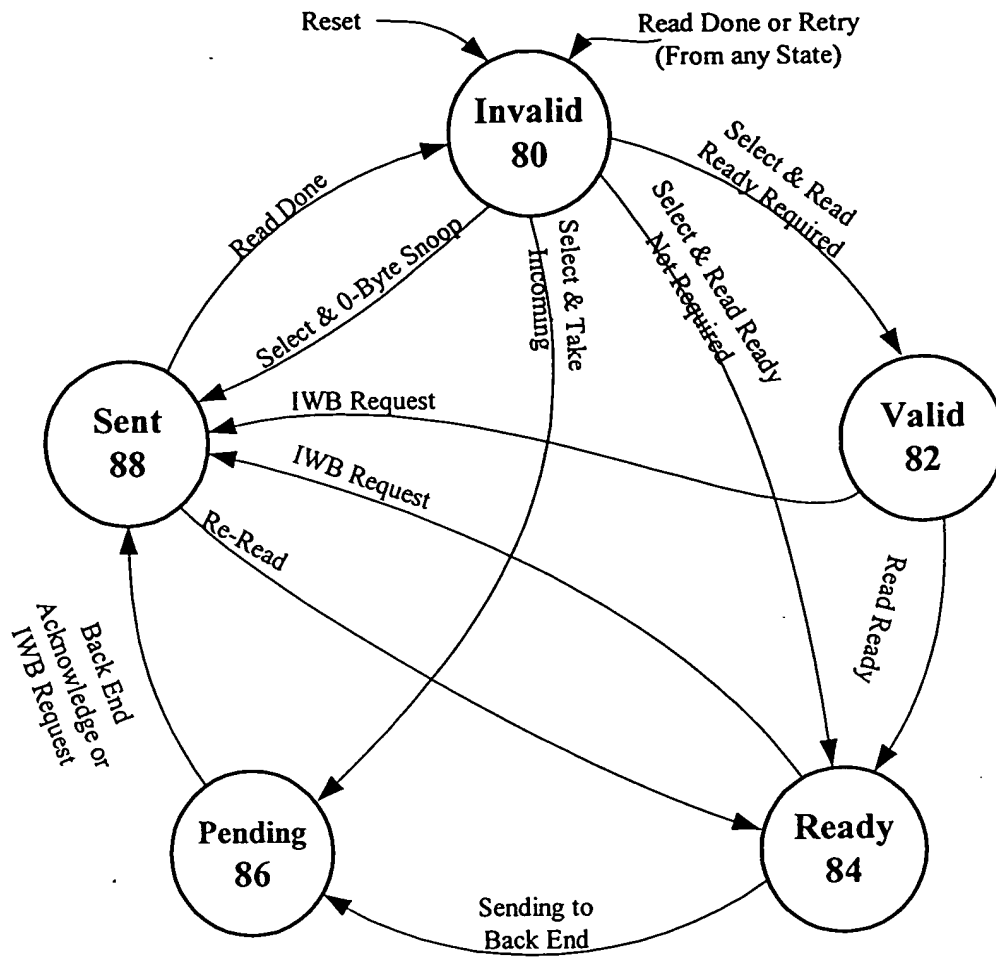 Reset
Read Done or Retry
(From any State)
Invalid
80
Select & Read
Ready Required
Select & Read Ready
Not Required
Select & Take
Incoming
Read Done
Select & 0-Byte Snoop
Sent
88
IWB Request
Valid
82
IWB Request
Re-Read
Read Ready
Back End
Acknowledge or
IWB Request
Pending
86
Ready
84
Sending to
Back End